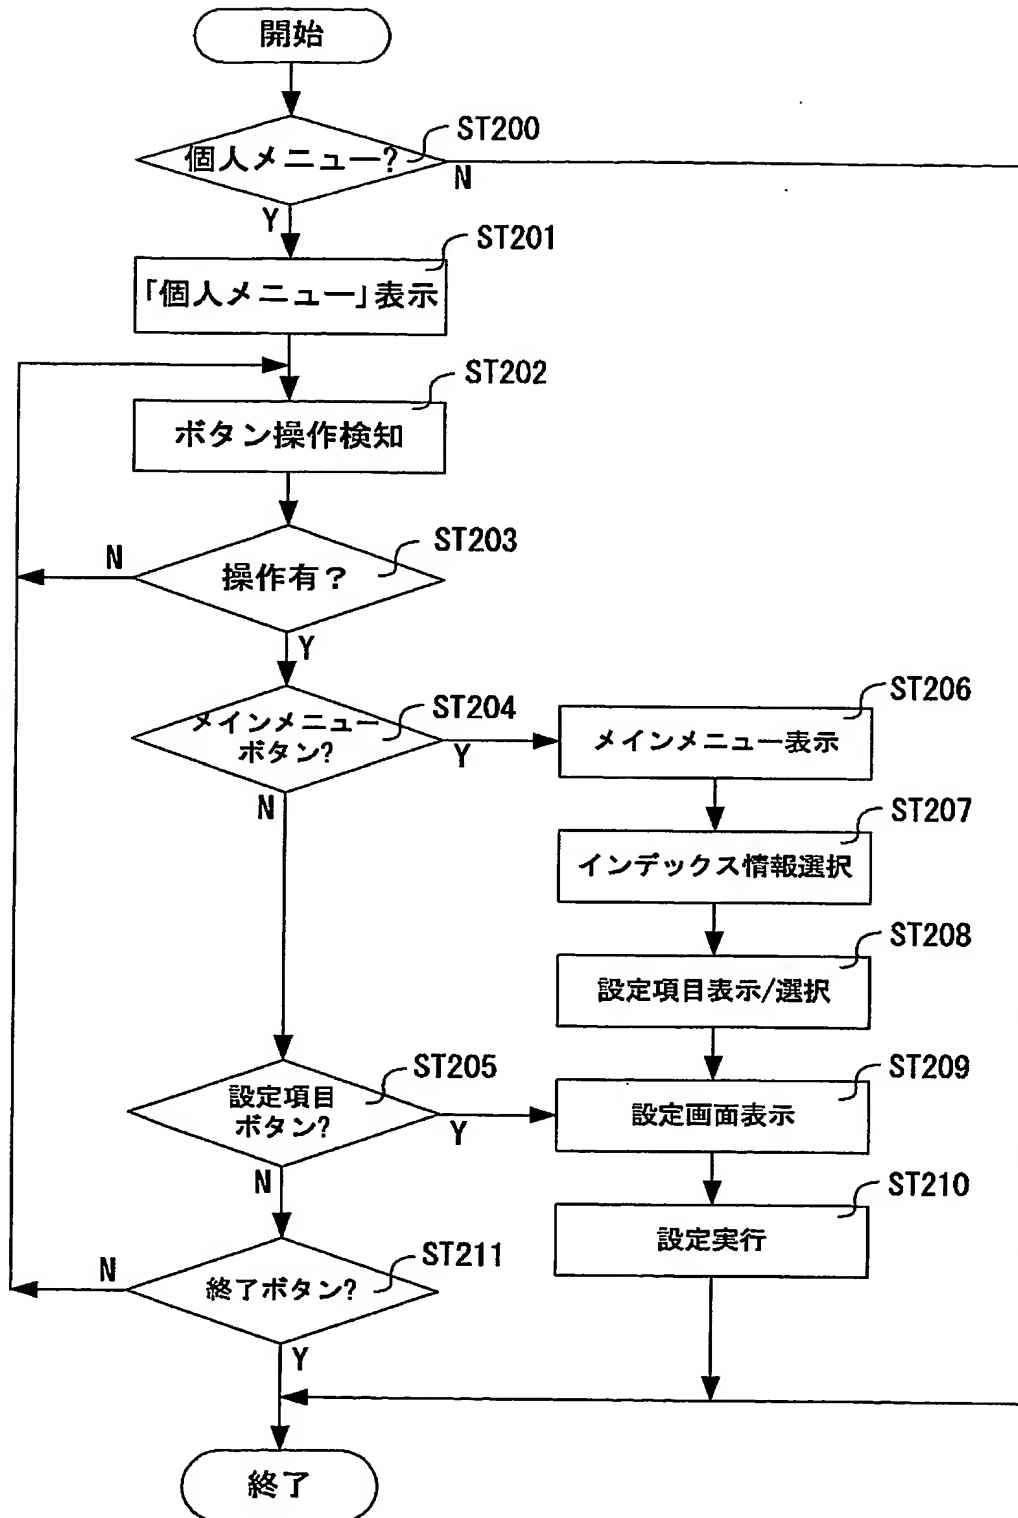 開始
ST200
個人メニュー?
N
Y
ST201
「個人メニュー」表示
ST202
ボタン操作検知
ST203
操作有?
N
Y
ST204
メインメニュー
ボタン?
Y
N
ST206
メインメニュー表示
ST207
インデックス情報選択
ST208
設定項目表示/選択
ST205
設定項目
ボタン?
Y
N
ST209
設定画面表示
ST210
設定実行
ST211
終了ボタン?
N
Y
終了